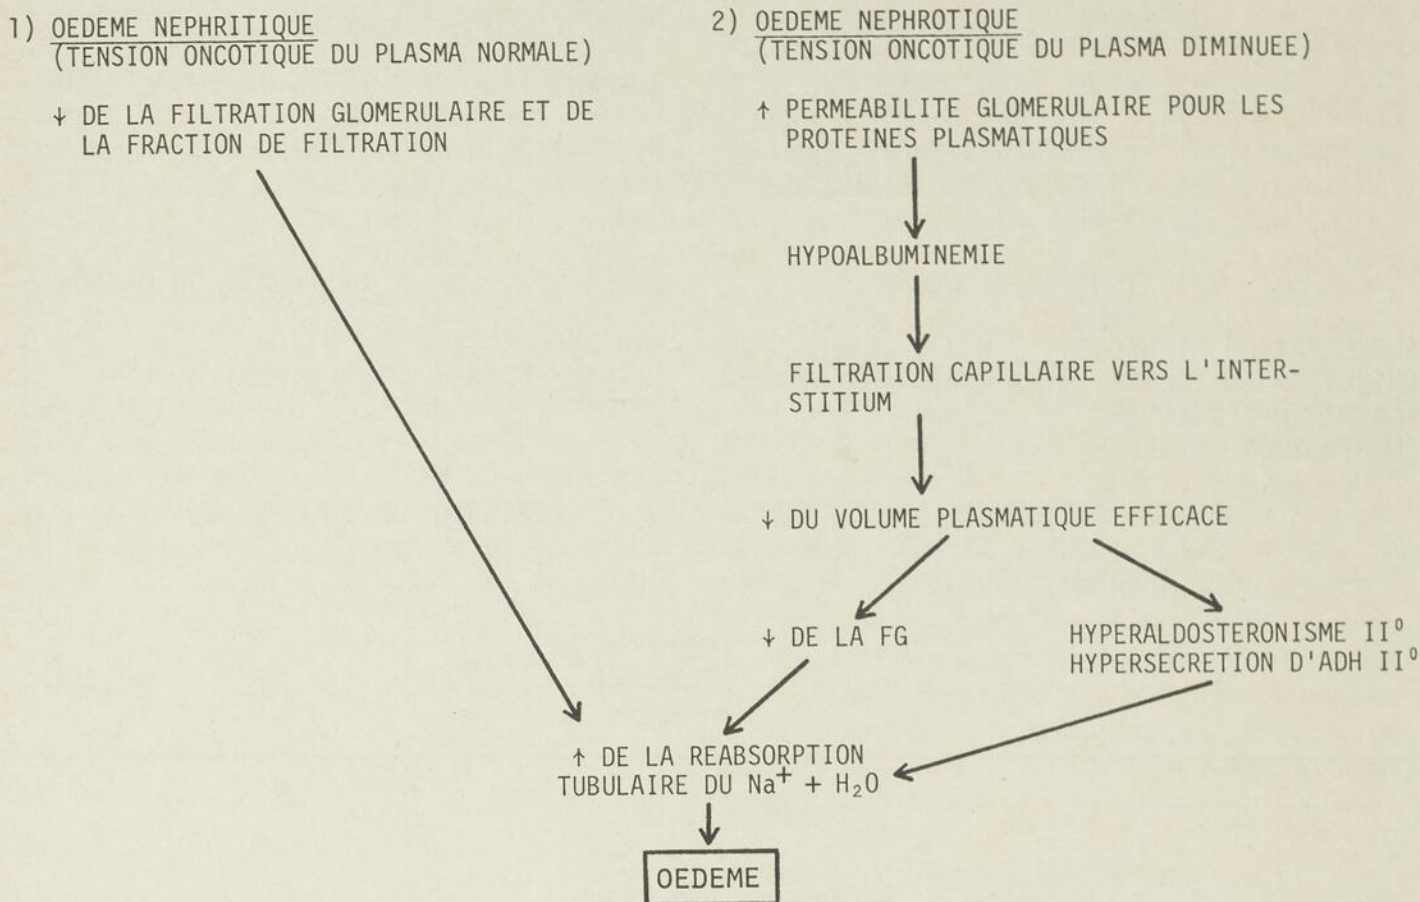 1) OEDEME NEPHRITIQUE
(TENSION ONCOTIQUE DU PLASMA NORMALE)
↓ DE LA FILTRATION GLOMERULAIRE ET DE
LA FRACTION DE FILTRATION
2) OEDEME NEPHROTIQUE
(TENSION ONCOTIQUE DU PLASMA DIMINUEE)
↑ PERMEABILITE GLOMERULAIRE POUR LES
PROTEINES PLASMATIQUES
HYPOALBUMINEMIE
FILTRATION CAPILLAIRE VERS L'INTER-
STITIUM
↓ DU VOLUME PLASMATIQUE EFFICACE
↓ DE LA FG
HYPERALDOSTERONISME II⁰
HYPERSECRETION D'ADH II⁰
↑ DE LA REABSORPTION
TUBULAIRE DU Na⁺ + H₂O
OEDEME